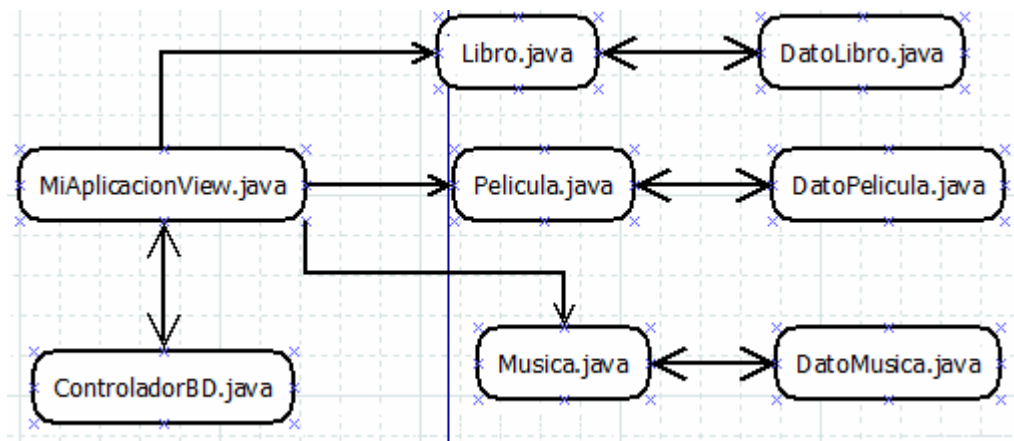 Libro.java
DatoLibro.java
MiAplicacionView.java
Pelicula.java
DatoPelicula.java
Musica.java
DatoMusica.java
ControladorBD.java